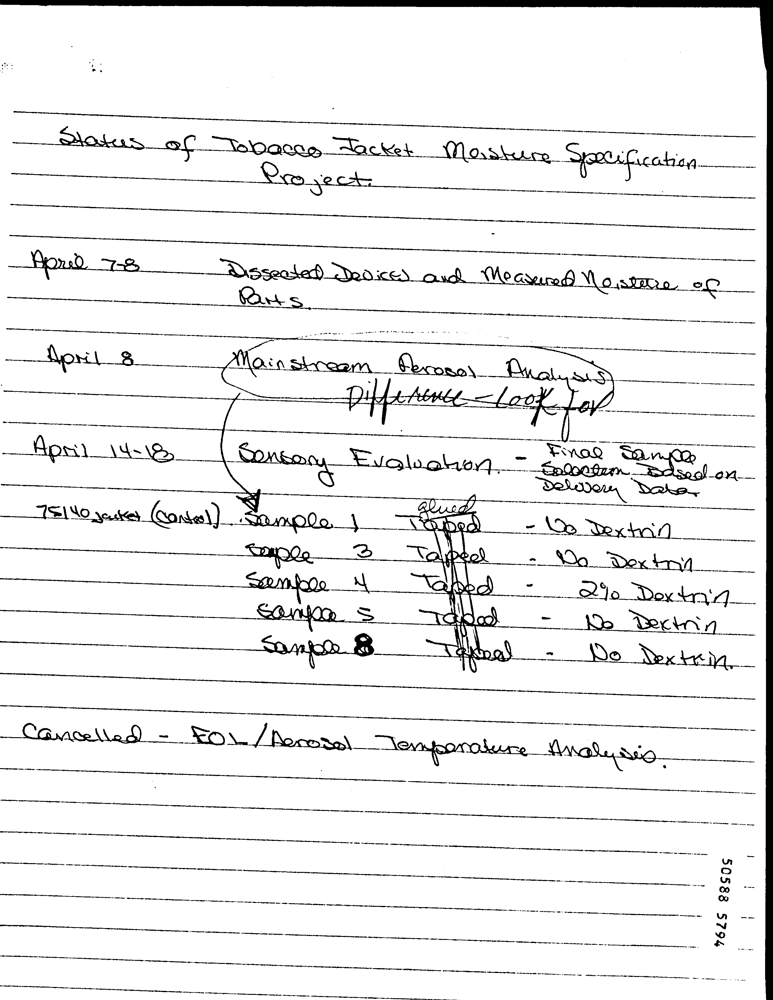 Status of Tobacco Jacket Moisture Specification
Project.
April 7-8 Dissected Devices and Measured Moisture of
Parts.
April 8 Mainstream Aerosol Analysis
Difference - Look for
April 14-18 Sensory Evaluation. - Final Sample
Selection Based on
Delivery Data
glued
75140 jacket (Control) Sample 1 Taped - No Dextrin
Sample 3 Taped - No Dextrin
Sample 4 Taped - 2% Dextrin
Sample 5 Taped - No Dextrin
Sample 8 Taped - No Dextrin.
Cancelled - FOL/Aerosol Temperature Analysis.
50588 5794